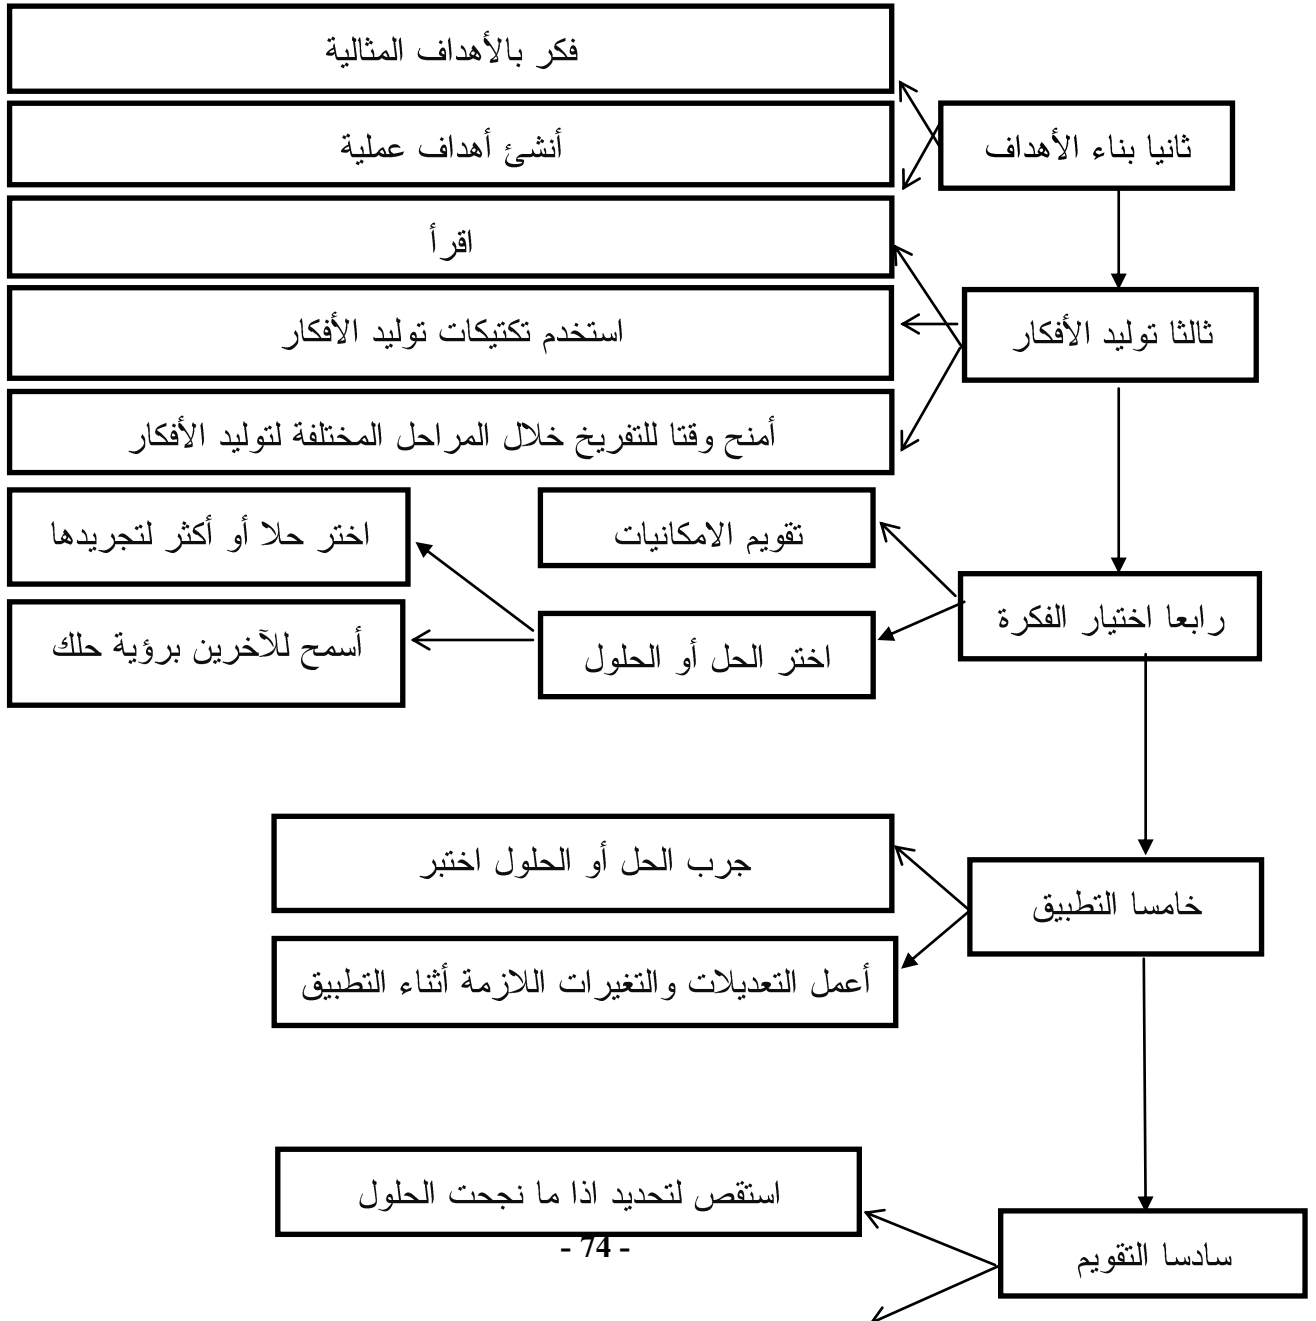 فكر بالأهداف المثالية
ثانيا بناء الأهداف
أنشئ أهداف عملية
اقرأ
ثالثا توليد الأفكار
استخدم تكتيكات توليد الأفكار
أمنح وقتا للتفريخ خلال المراحل المختلفة لتوليد الأفكار
تقويم الامكانيات
اختر حلا أو أكثر لتجريدها
رابعا اختيار الفكرة
اختر الحل أو الحلول
أسمح للآخرين برؤية حلك
جرب الحل أو الحلول اختبر
خامسا التطبيق
أعمل التعديلات والتغيرات اللازمة أثناء التطبيق
استقص لتحديد اذا ما نجحت الحلول
سادسا التقويم
- 74 -